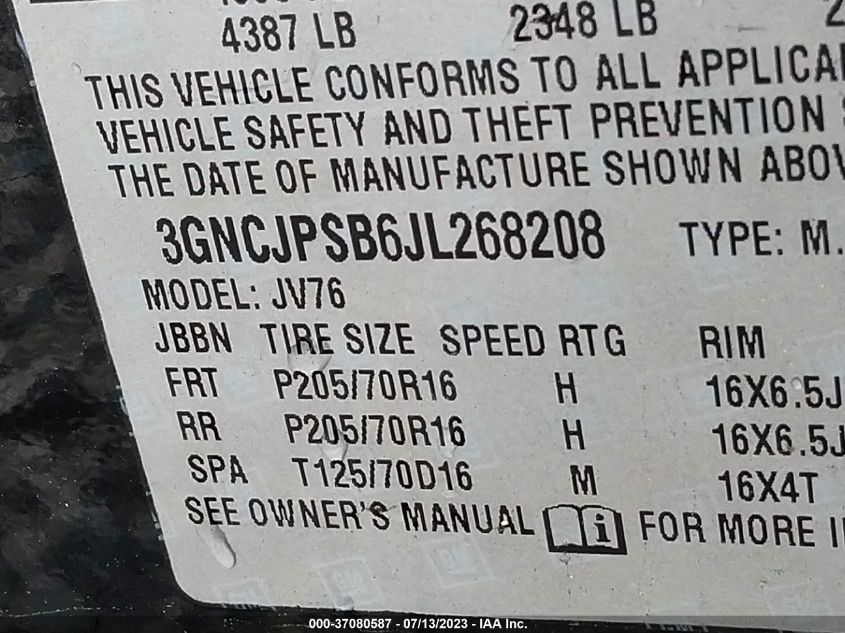 4387 LB 2348 LB
THIS VEHICLE CONFORMS TO ALL
VEHICLE SAFETY AND THEFT PREVENTION
THE DATE OF MANUFACTURE SHOWN
3GNCJPSB6JL268208 TYPE: M.
MODEL: JV76
JBBN TIRE SIZE SPEED RTG RIM
FRT P205/70R16 H 16X6.5J
RR P205/70R16 H 16X6.5J
SPA T125/70D16 M 16X4T
SEE OWNER'S MANUAL i FOR MORE
000-37080587 - 07/13/2023 - IAA Inc.